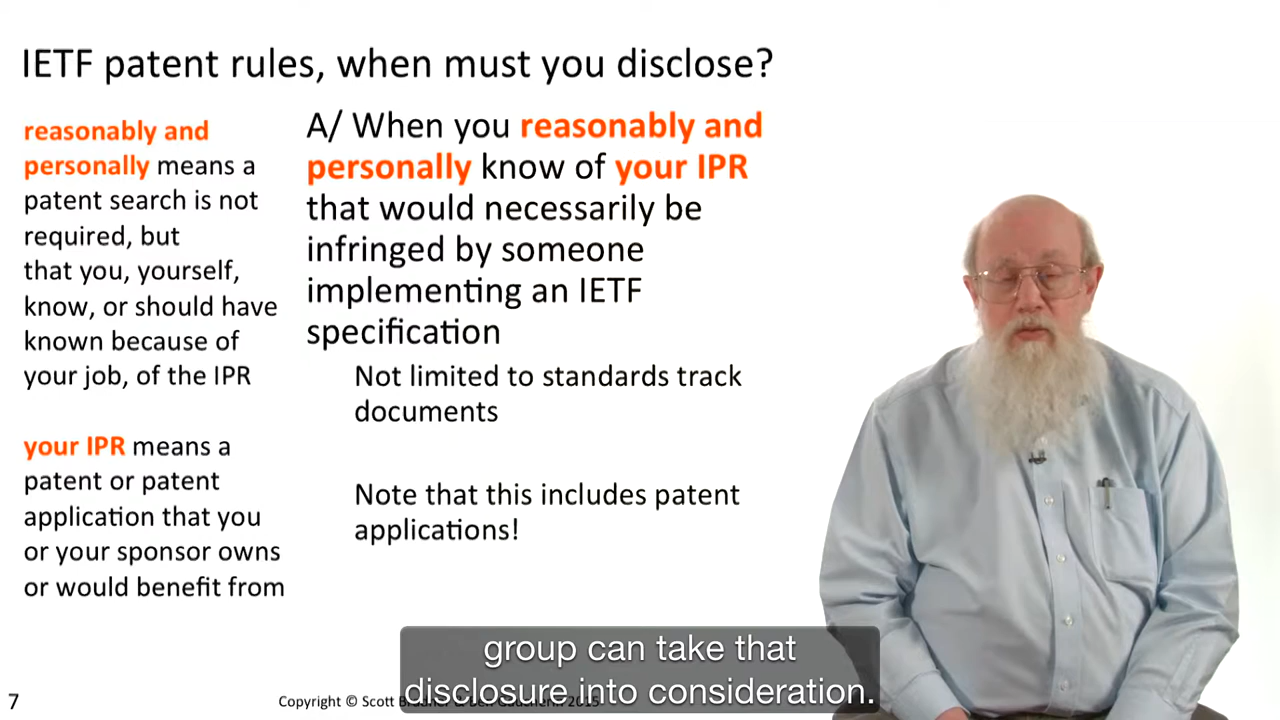 IETF patent rules, when must you disclose?
reasonably and
personally means a
patent search is not
required, but
that you, yourself,
know, or should have
known because of
your job, of the IPR
your IPR means a
patent or patent
application that you
or your sponsor owns
or would benefit from
A/ When you reasonably and
personally know of your IPR
that would necessarily be
infringed by someone
implementing an IETF
specification
Not limited to standards track
documents
Note that this includes patent
applications!
group can take that
disclosure into consideration.
7
Copyright © Scott